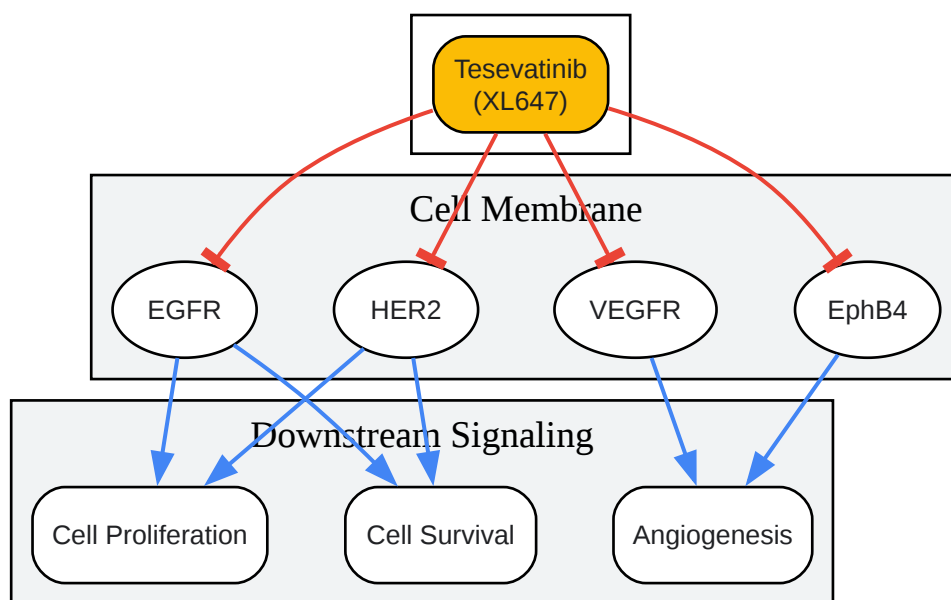 Tesevatinib
(XL647)
Cell Membrane
EGFR
HER2
VEGFR
EphB4
Downstream Signaling
Cell Proliferation
Cell Survival
Angiogenesis